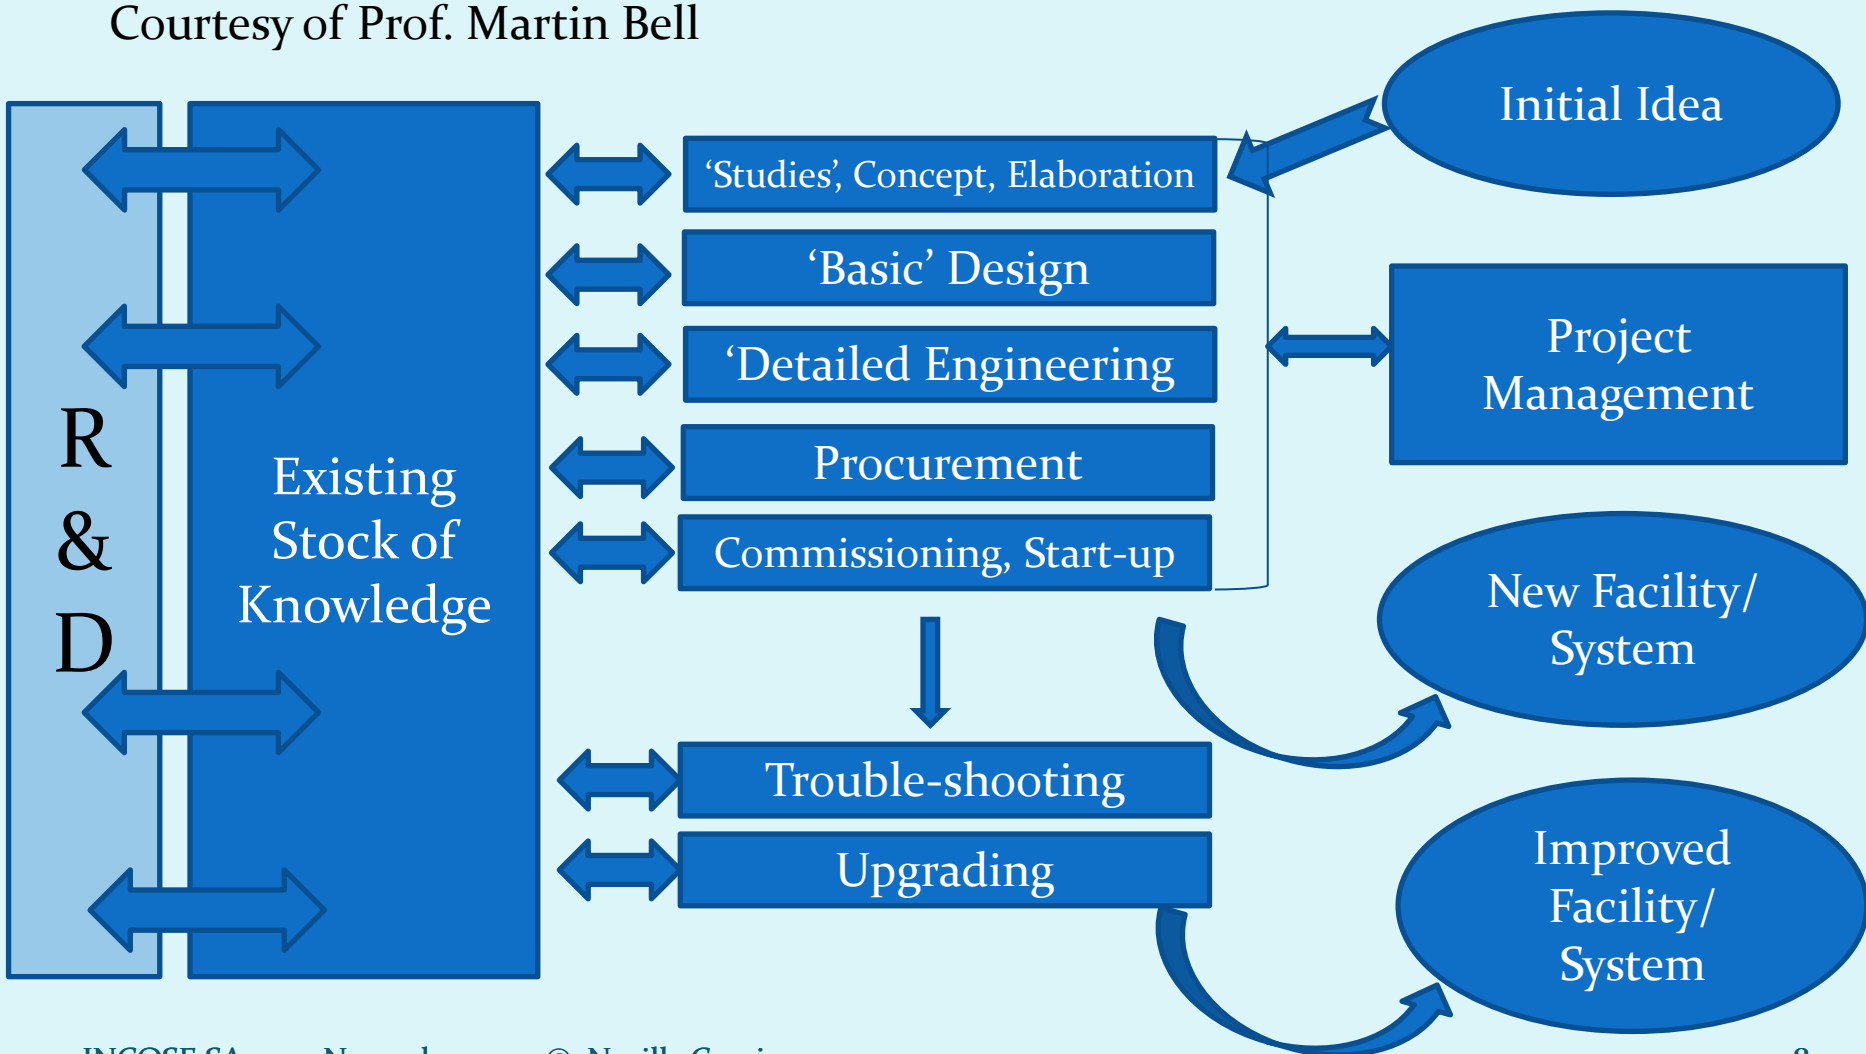 Courtesy of Prof. Martin Bell
R
&
D
Existing
Stock of
Knowledge
‘Studies’, Concept, Elaboration
‘Basic’ Design
‘Detailed Engineering
Procurement
Commissioning, Start-up
Trouble-shooting
Upgrading
Initial Idea
Project
Management
New Facility/
System
Improved
Facility/
System